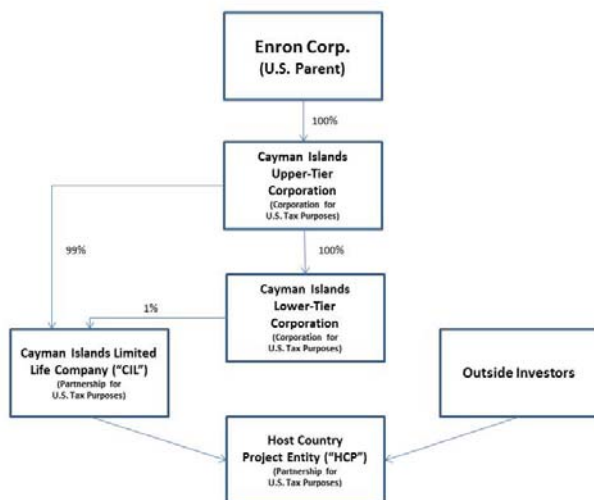 Enron Corp.
(U.S. Parent)
100%
Cayman Islands
Upper-Tier
Corporation
(Corporation for
U.S. Tax Purposes)
99%
100%
Cayman Islands
Lower-Tier
Corporation
(Corporation for
U.S. Tax Purposes)
1%
Cayman Islands Limited
Life Company ("CIL")
(Partnership for
U.S. Tax Purposes)
Outside Investors
Host Country
Project Entity ("HCP")
(Partnership for
U.S. Tax Purposes)